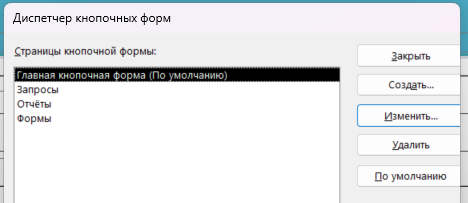 Диспетчер кнопочных форм
Страницы кнопочной формы:
Главная кнопочная форма (По умолчанию)
Запросы
Отчёты
Формы
Закрыть
Создать...
Изменить...
Удалить
По умолчанию